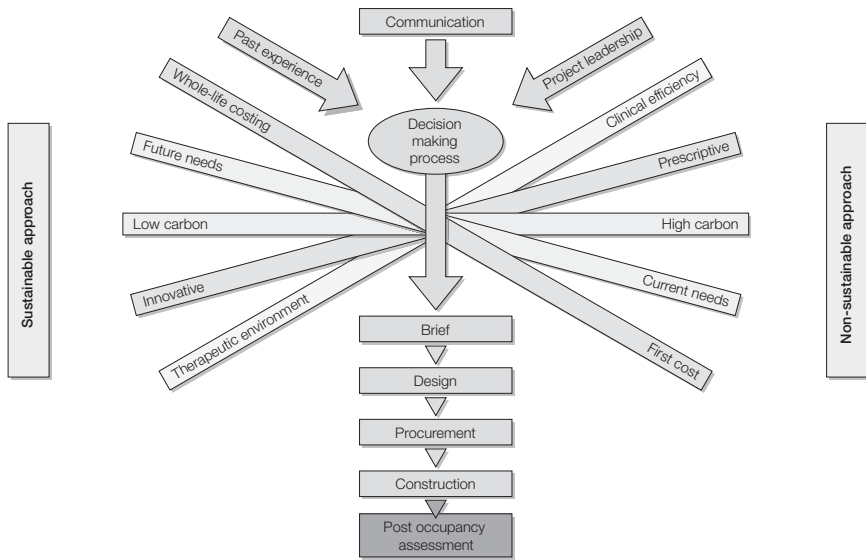 Communication
Past experience
Project leadership
Whole-life costing
Clinical efficiency
Decision
making
process
Future needs
Prescriptive
Low carbon
High carbon
Innovative
Current needs
Therapeutic environment
First cost
Sustainable approach
Non-sustainable approach
Brief
Design
Procurement
Construction
Post occupancy
assessment